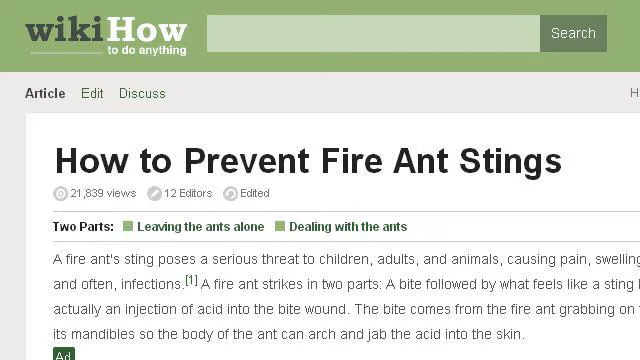 wikiHow
to do anything
Search
Article Edit Discuss H
How to Prevent Fire Ant Stings
21,839 views 12 Editors Edited
Two Parts: Leaving the ants alone Dealing with the ants
A fire ant's sting poses a serious threat to children, adults, and animals, causing pain, swelling
and often, infections.[1] A fire ant strikes in two parts: A bite followed by what feels like a sting
actually an injection of acid into the bite wound. The bite comes from the fire ant grabbing on
its mandibles so the body of the ant can arch and jab the acid into the skin.
Ad